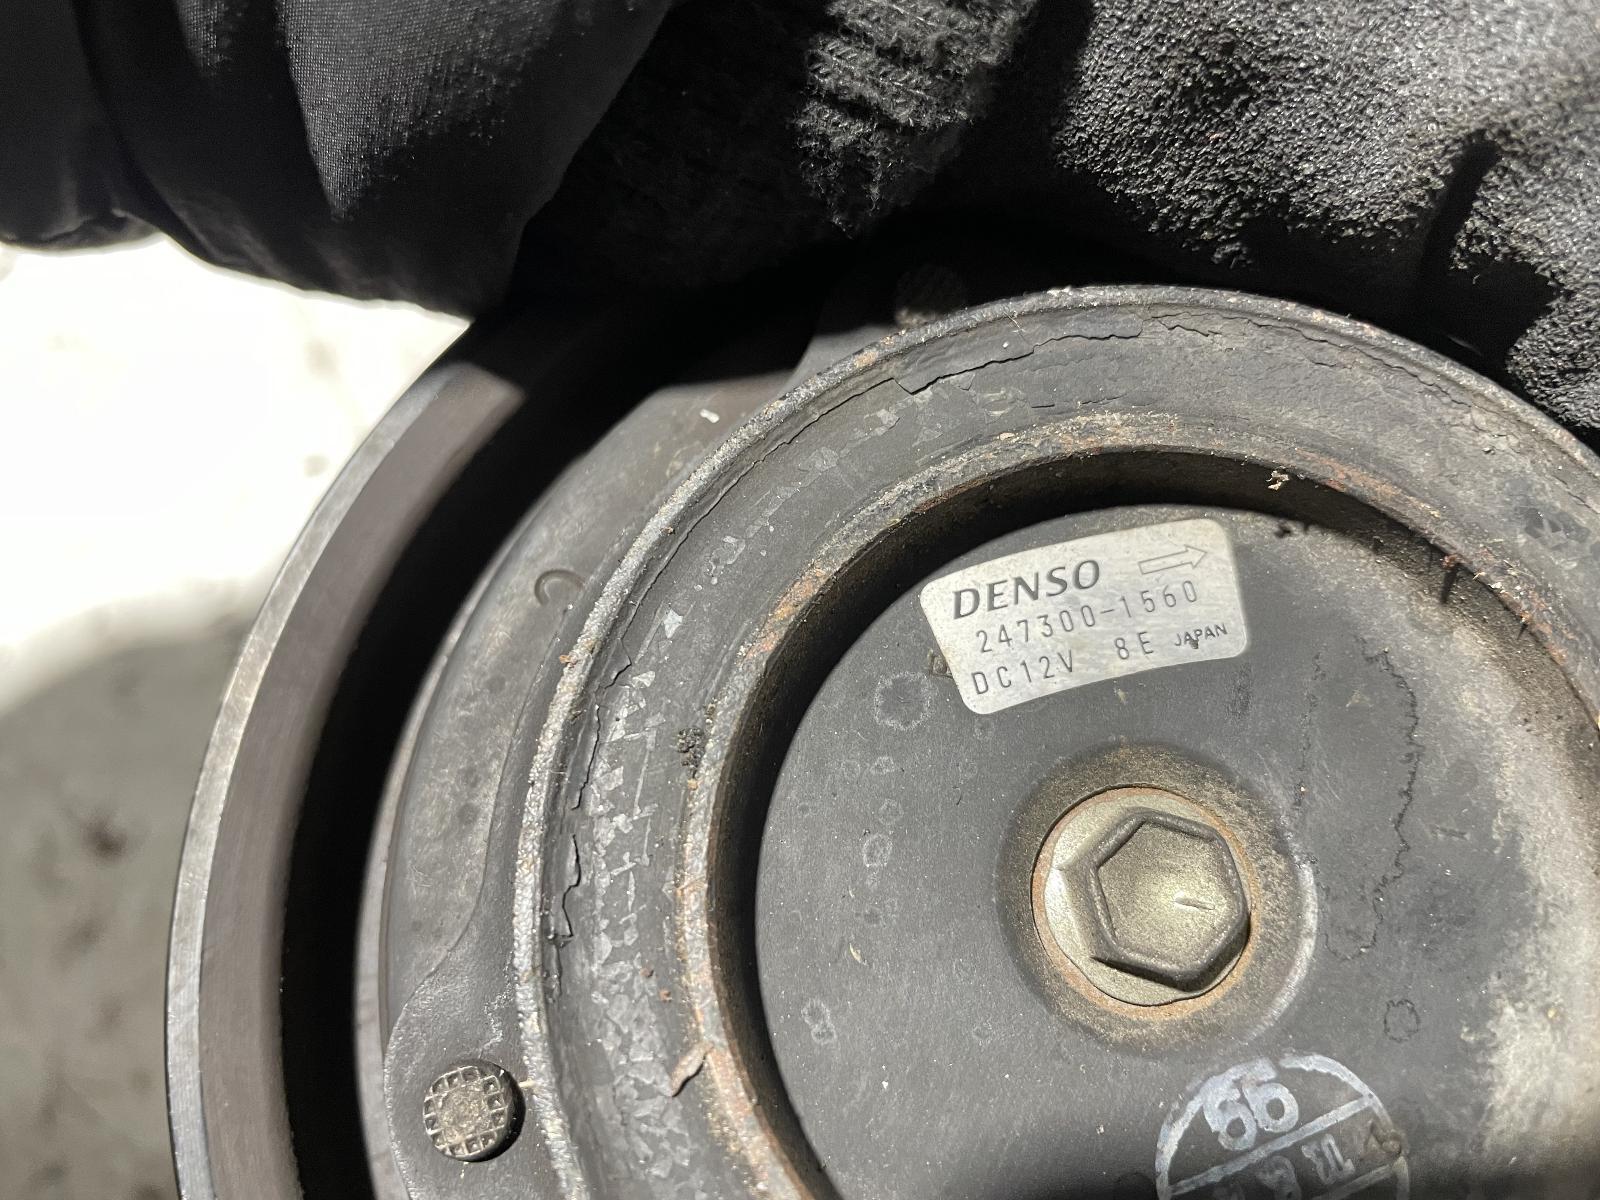 DENSO
247300-1560
DC12V 8E JAPAN